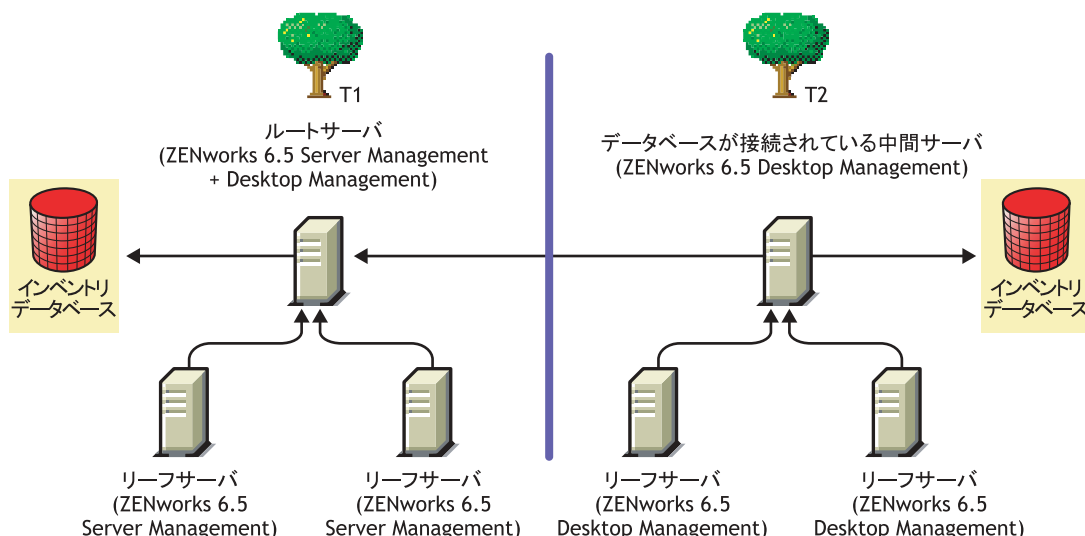 T1
ルートサーバ
(ZENworks 6.5 Server Management
+ Desktop Management)
インベントリ
データベース
リーフサーバ
(ZENworks 6.5
Server Management)
リーフサーバ
(ZENworks 6.5
Server Management)
T2
データベースが接続されている中間サーバ
(ZENworks 6.5 Desktop Management)
インベントリ
データベース
リーフサーバ
(ZENworks 6.5
Desktop Management)
リーフサーバ
(ZENworks 6.5
Desktop Management)